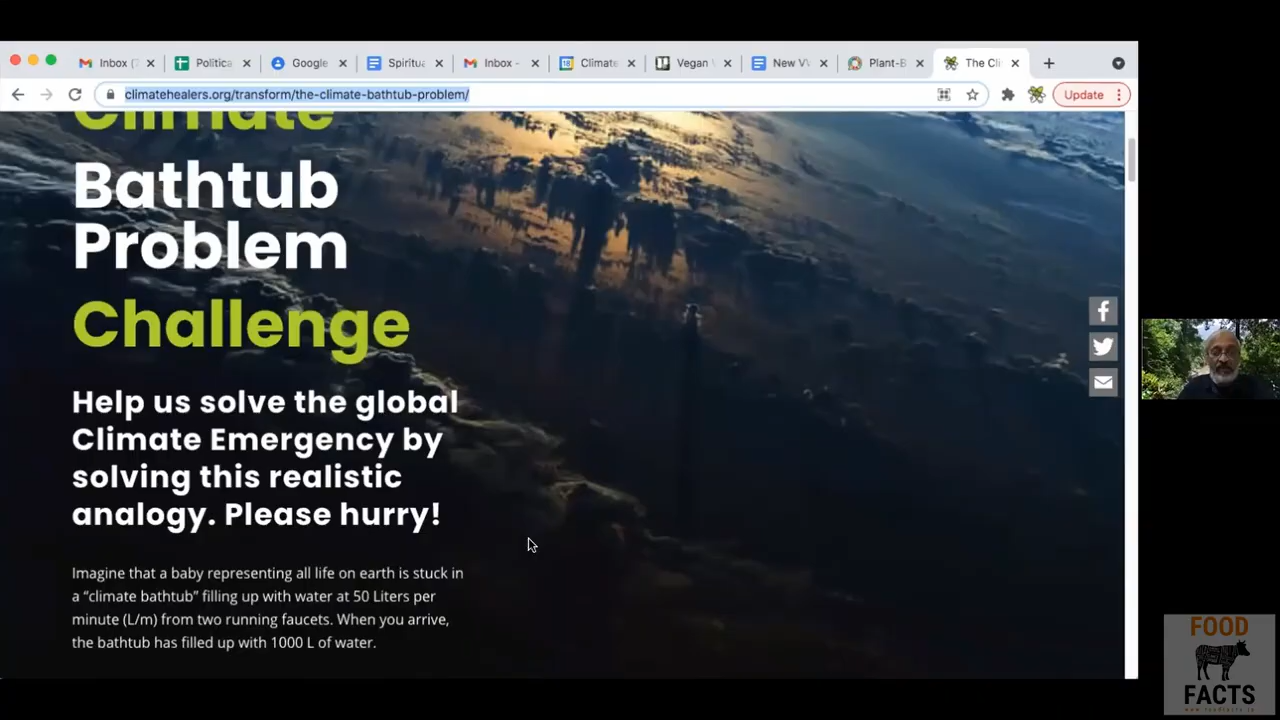 Inbox (
Politica
Google
Spiritu
Inbox -
Climate
Vegan
New V
Plant-B
The Cli
climatehealers.org/transform/the-climate-bathtub-problem/
Update
Climate
Bathtub
Problem
Challenge
Help us solve the global
Climate Emergency by
solving this realistic
analogy. Please hurry!
Imagine that a baby representing all life on earth is stuck in
a “climate bathtub” filling up with water at 50 Liters per
minute (L/m) from two running faucets. When you arrive,
the bathtub has filled up with 1000 L of water.
FOOD
FACTS